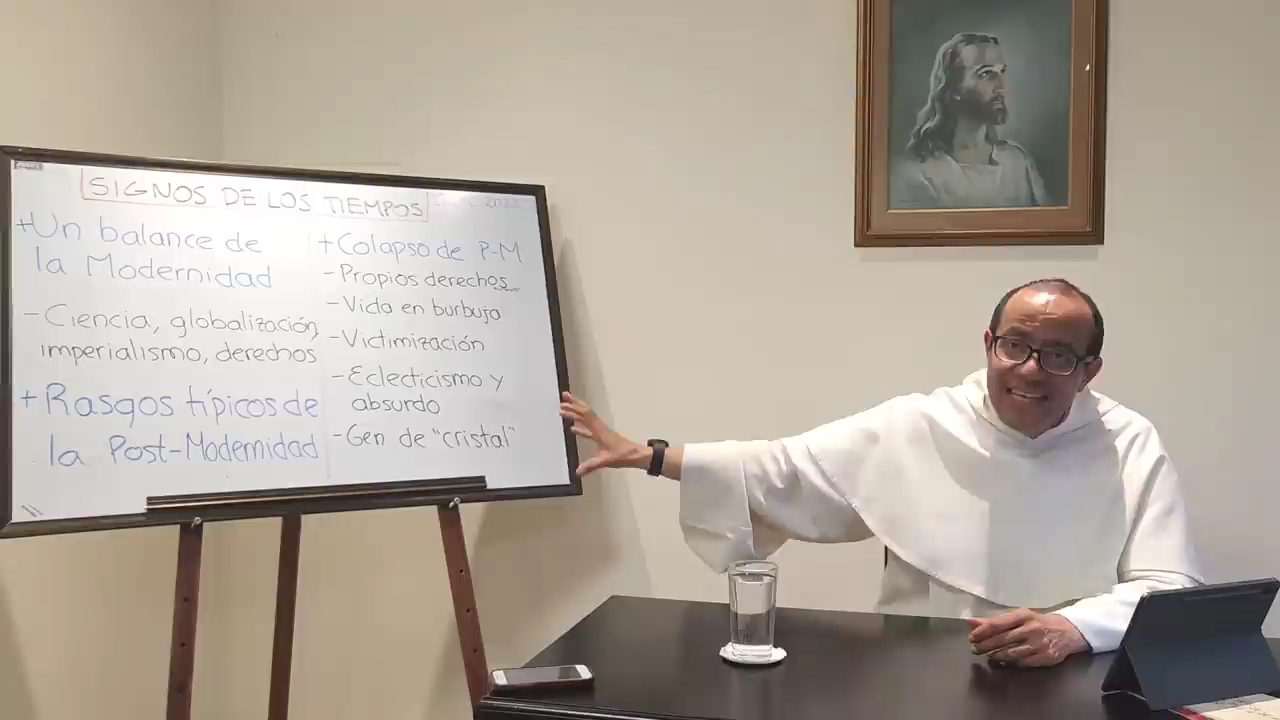 SIGNOS DE LOS TIEMPOS
+Un balance de
la Modernidad
- Ciencia, globalización,
imperialismo, derechos
+ Rasgos típicos de
la Post-Modernidad
+Colapso de P-M
- Propios derechos
- Vida en burbuja
- Victimización
- Eclecticismo y
absurdo
- Gen de "cristal"